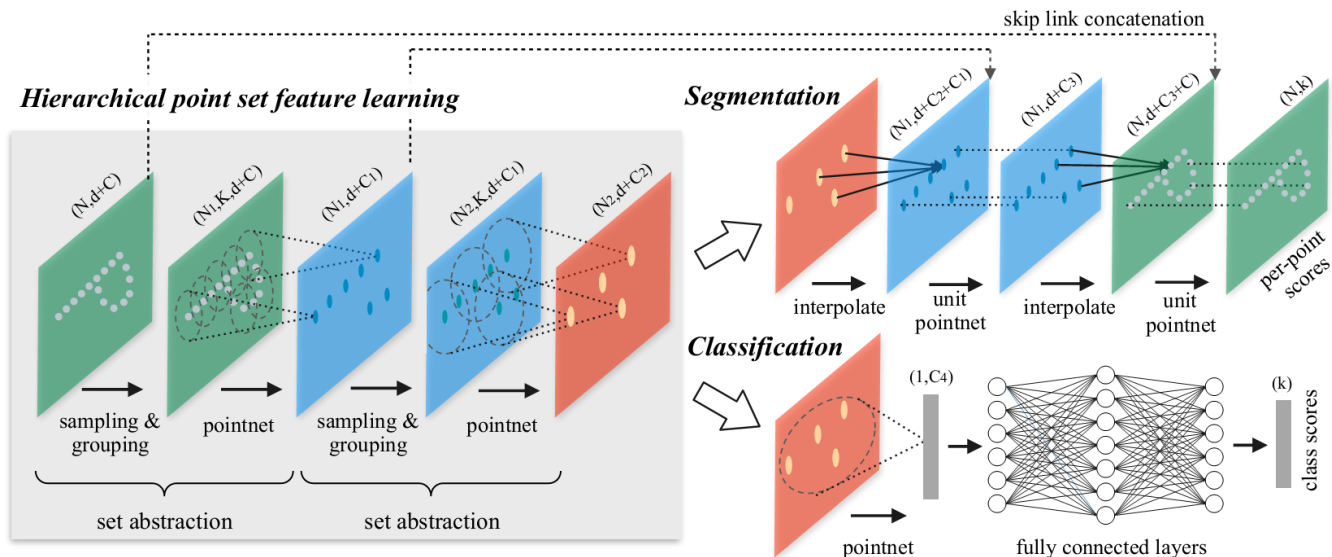 skip link concatenation
Hierarchical point set feature learning
(N,d+C)
(N1,K,d+C)
(N1,d+C1)
(N2,K,d+C1)
(N2,d+C2)
sampling &
grouping
pointnet
sampling &
grouping
pointnet
set abstraction
set abstraction
Segmentation
(N1,d+C2+C1)
(N1,d+C3)
(N,d+C3+C)
(N,k)
interpolate
unit
pointnet
interpolate
unit
pointnet
per-point
scores
Classification
(1,C4)
(k)
class scores
pointnet
fully connected layers